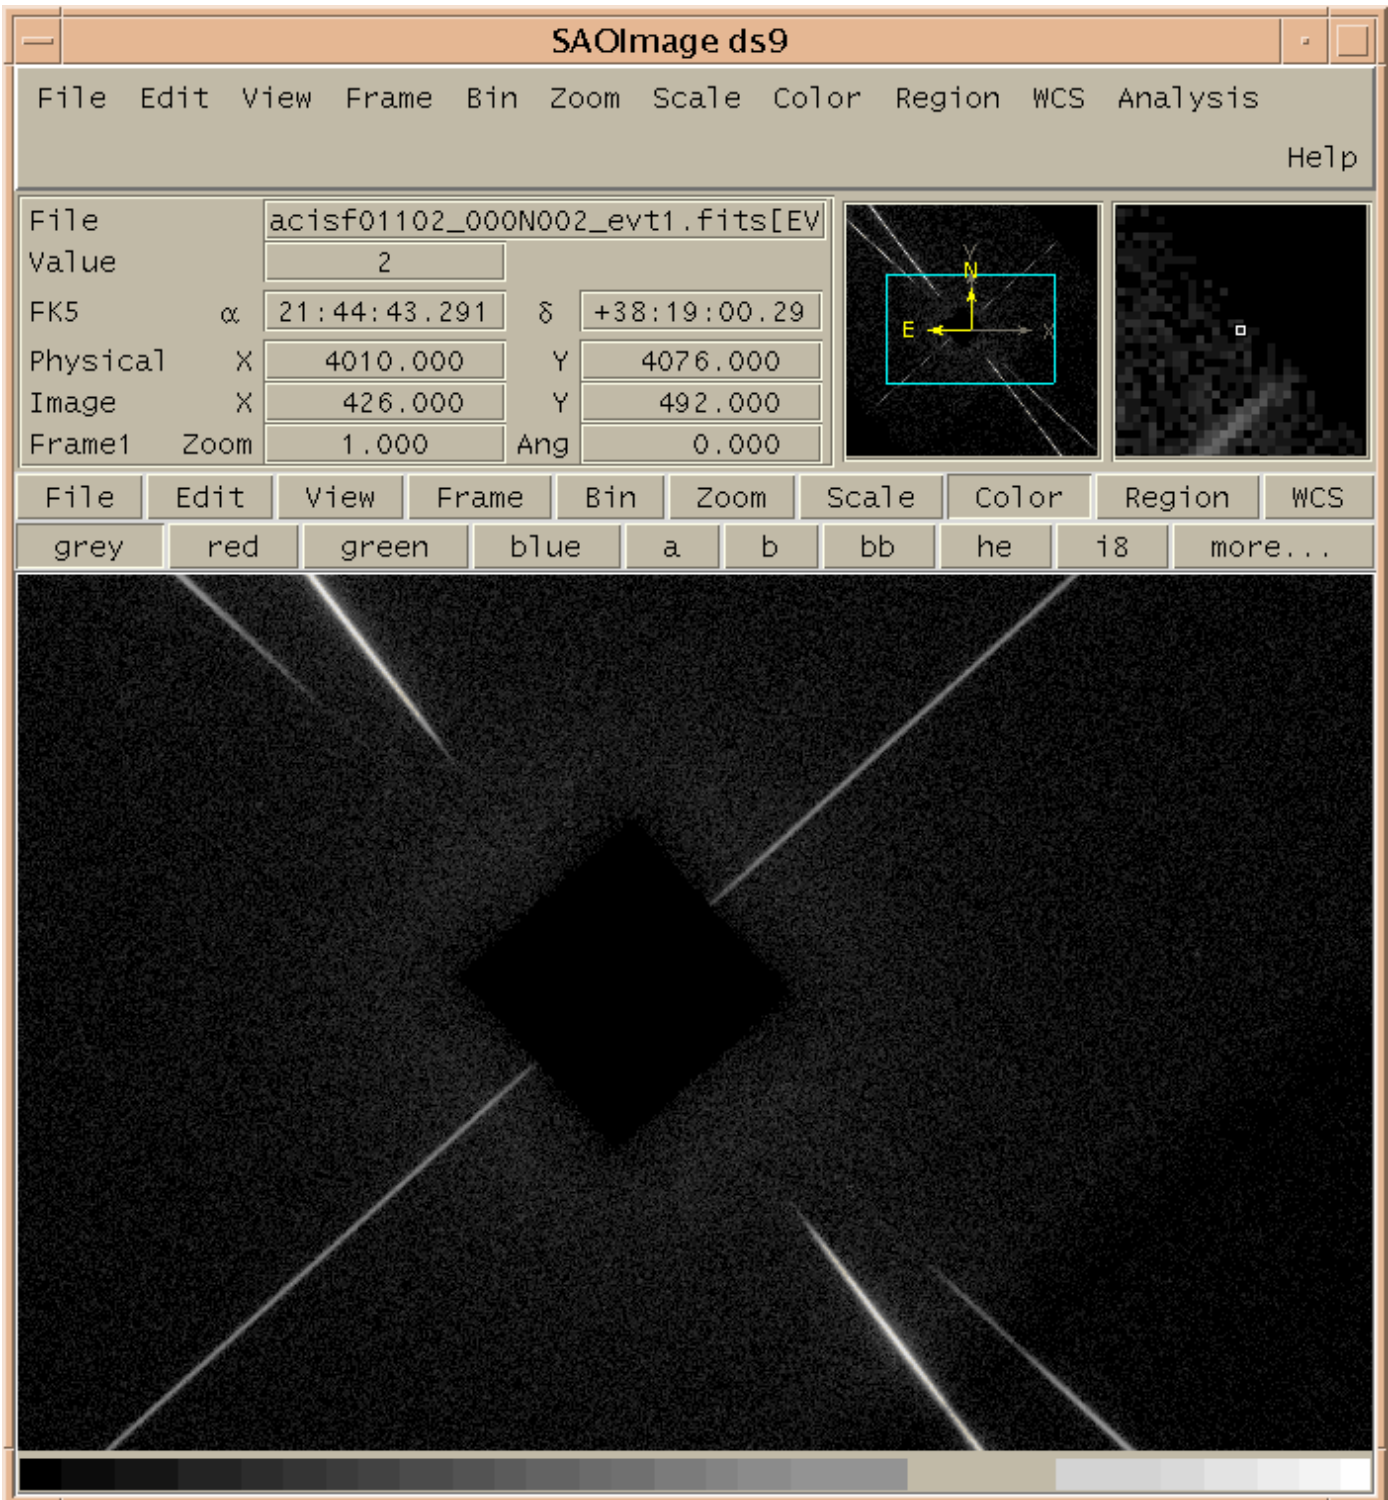 SAOImage ds9
File Edit View Frame Bin Zoom Scale Color Region WCS Analysis
Help
File acisf01102_000N002_evt1.fits[EV
Value 2
FK5 α 21:44:43.291 δ +38:19:00.29
Physical X 4010.000 Y 4076.000
Image X 426.000 Y 492.000
Frame1 Zoom 1.000 Ang 0.000
Y
N
E X
File Edit View Frame Bin Zoom Scale Color Region WCS
grey red green blue a b bb he i8 more...